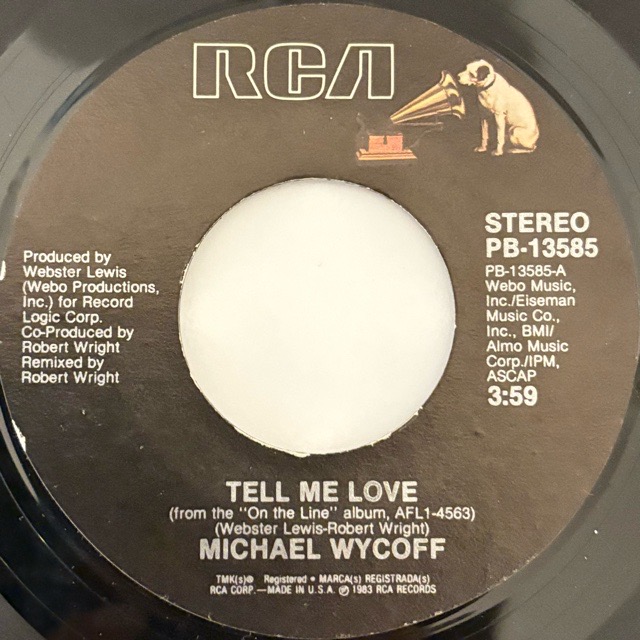 RCA
STEREO
PB-13585
PB-13585-A
Webo Music,
Inc./Eiseman
Music Co.,
Inc., BMI/
Almo Music
Corp./IPM,
ASCAP
3:59
Produced by
Webster Lewis
(Webo Productions,
Inc.) for Record
Logic Corp.
Co-Produced by
Robert Wright
Remixed by
Robert Wright
TELL ME LOVE
(from the "On the Line" album, AFL1-4563)
(Webster Lewis-Robert Wright)
MICHAEL WYCOFF
TMK(s)® Registered • MARCA(s) REGISTRADA(s)
RCA CORP.—MADE IN U.S.A. ℗ 1983 RCA RECORDS